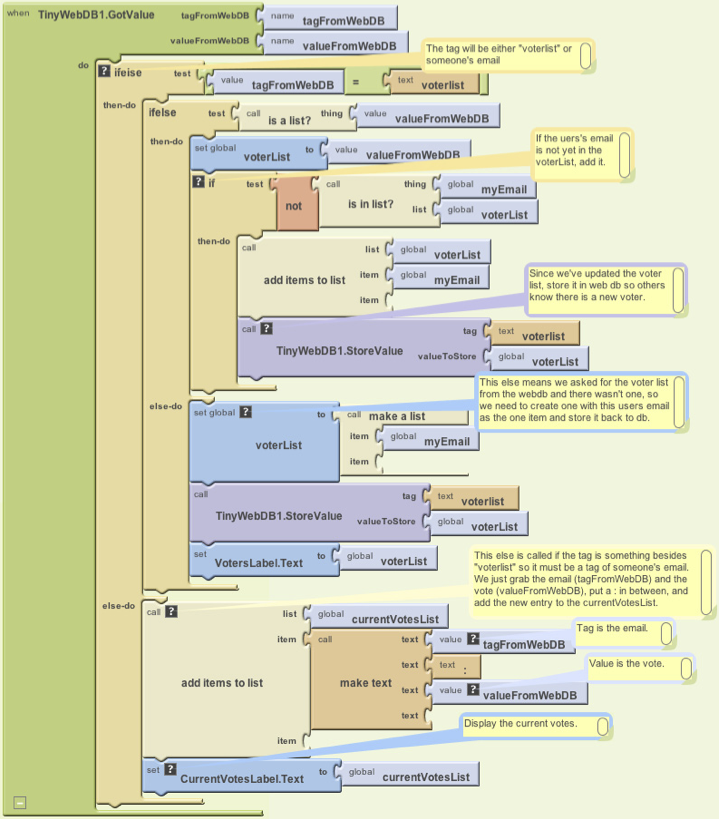 when TinyWebDB1.GotValue tagFromWebDB name tagFromWebDB
valueFromWebDB name valueFromWebDB
The tag will be either "voterlist" or
someone's email
do ? ifelse test value tagFromWebDB = text voterlist
then-do ifelse test call is a list? thing value valueFromWebDB
then-do set global voterList to value valueFromWebDB
If the uers's email
is not yet in the
voterList, add it.
? if test not call is in list? thing global myEmail
list global voterList
then-do call add items to list list global voterList
item global myEmail
item
Since we've updated the voter
list, store it in web db so others
know there is a new voter.
call ? TinyWebDB1.StoreValue tag text voterlist
valueToStore global voterList
This else means we asked for the voter list
from the webdb and there wasn't one, so
we need to create one with this users email
as the one item and store it back to db.
else-do set global ? voterList to call make a list
item global myEmail
item
call TinyWebDB1.StoreValue tag text voterlist
valueToStore global voterList
set VotersLabel.Text to global voterList
This else is called if the tag is something besides
"voterlist" so it must be a tag of someone's email.
We just grab the email (tagFromWebDB) and the
vote (valueFromWebDB), put a : in between, and
add the new entry to the currentVotesList.
else-do call ? add items to list list global currentVotesList
item call make text text value ? tagFromWebDB
Tag is the email.
text text :
text value ? valueFromWebDB
Value is the vote.
text
item
Display the current votes.
set ? CurrentVotesLabel.Text to global currentVotesList